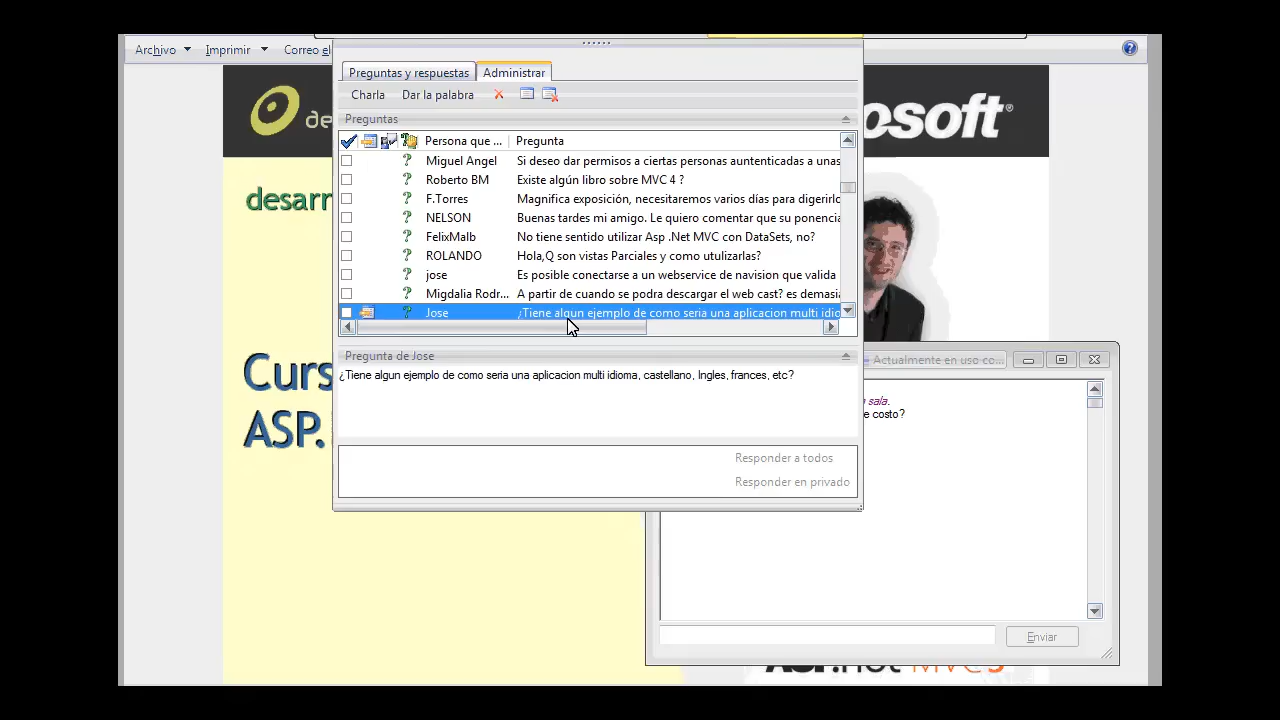 Archivo Imprimir Correo el
Preguntas y respuestas Administrar
Charla Dar la palabra
Preguntas
Persona que ... Pregunta
Miguel Angel Si deseo dar permisos a ciertas personas auntenticadas a unas
Roberto BM Existe algún libro sobre MVC 4 ?
F.Torres Magnifica exposición, necesitaremos varios días para digerirlo
NELSON Buenas tardes mi amigo. Le quiero comentar que su ponencia
FelixMalb No tiene sentido utilizar Asp .Net MVC con DataSets, no?
ROLANDO Hola,Q son vistas Parciales y como utulizarlas?
jose Es posible conectarse a un webservice de navision que valida
Migdalia Rodr... A partir de cuando se podra descargar el web cast? es demasia
Jose ¿Tiene algun ejemplo de como seria una aplicacion multi idio
Pregunta de Jose
¿Tiene algun ejemplo de como seria una aplicacion multi idioma, castellano, Ingles, frances, etc?
Responder a todos
Responder en privado
de
osoft®
desarr
Curs
ASP.
Actualmente en uso co...
sala.
e costo?
Enviar
ASP.net MVC3